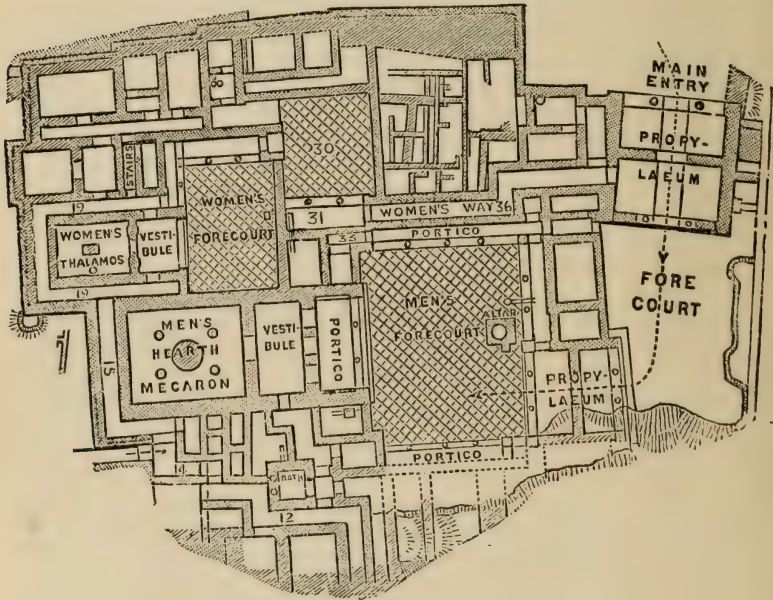 MAIN
ENTRY
PROPY-
LAEUM
FORE
COURT
30
STAIRS
WOMEN'S
FORECOURT
31
WOMEN'S WAY 36
33
PORTICO
19
WOMEN'S
THALAMOS
VESTI-
BULE
19
MEN'S
FORECOURT
ALTAR
MEN'S
HEARTH
MEGARON
VESTI-
BULE
PORTICO
15
PROPY-
LAEUM
PORTICO
14
BATH
12